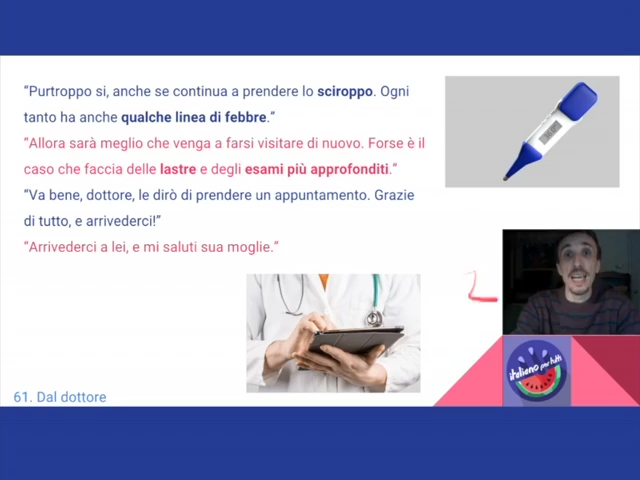 “Purtroppo si, anche se continua a prendere lo sciroppo. Ogni
tanto ha anche qualche linea di febbre.”
“Allora sarà meglio che venga a farsi visitare di nuovo. Forse è il
caso che faccia delle lastre e degli esami più approfonditi.”
“Va bene, dottore, le dirò di prendere un appuntamento. Grazie
di tutto, e arrivederci!”
“Arrivederci a lei, e mi saluti sua moglie.”
italiano per tutti
61. Dal dottore